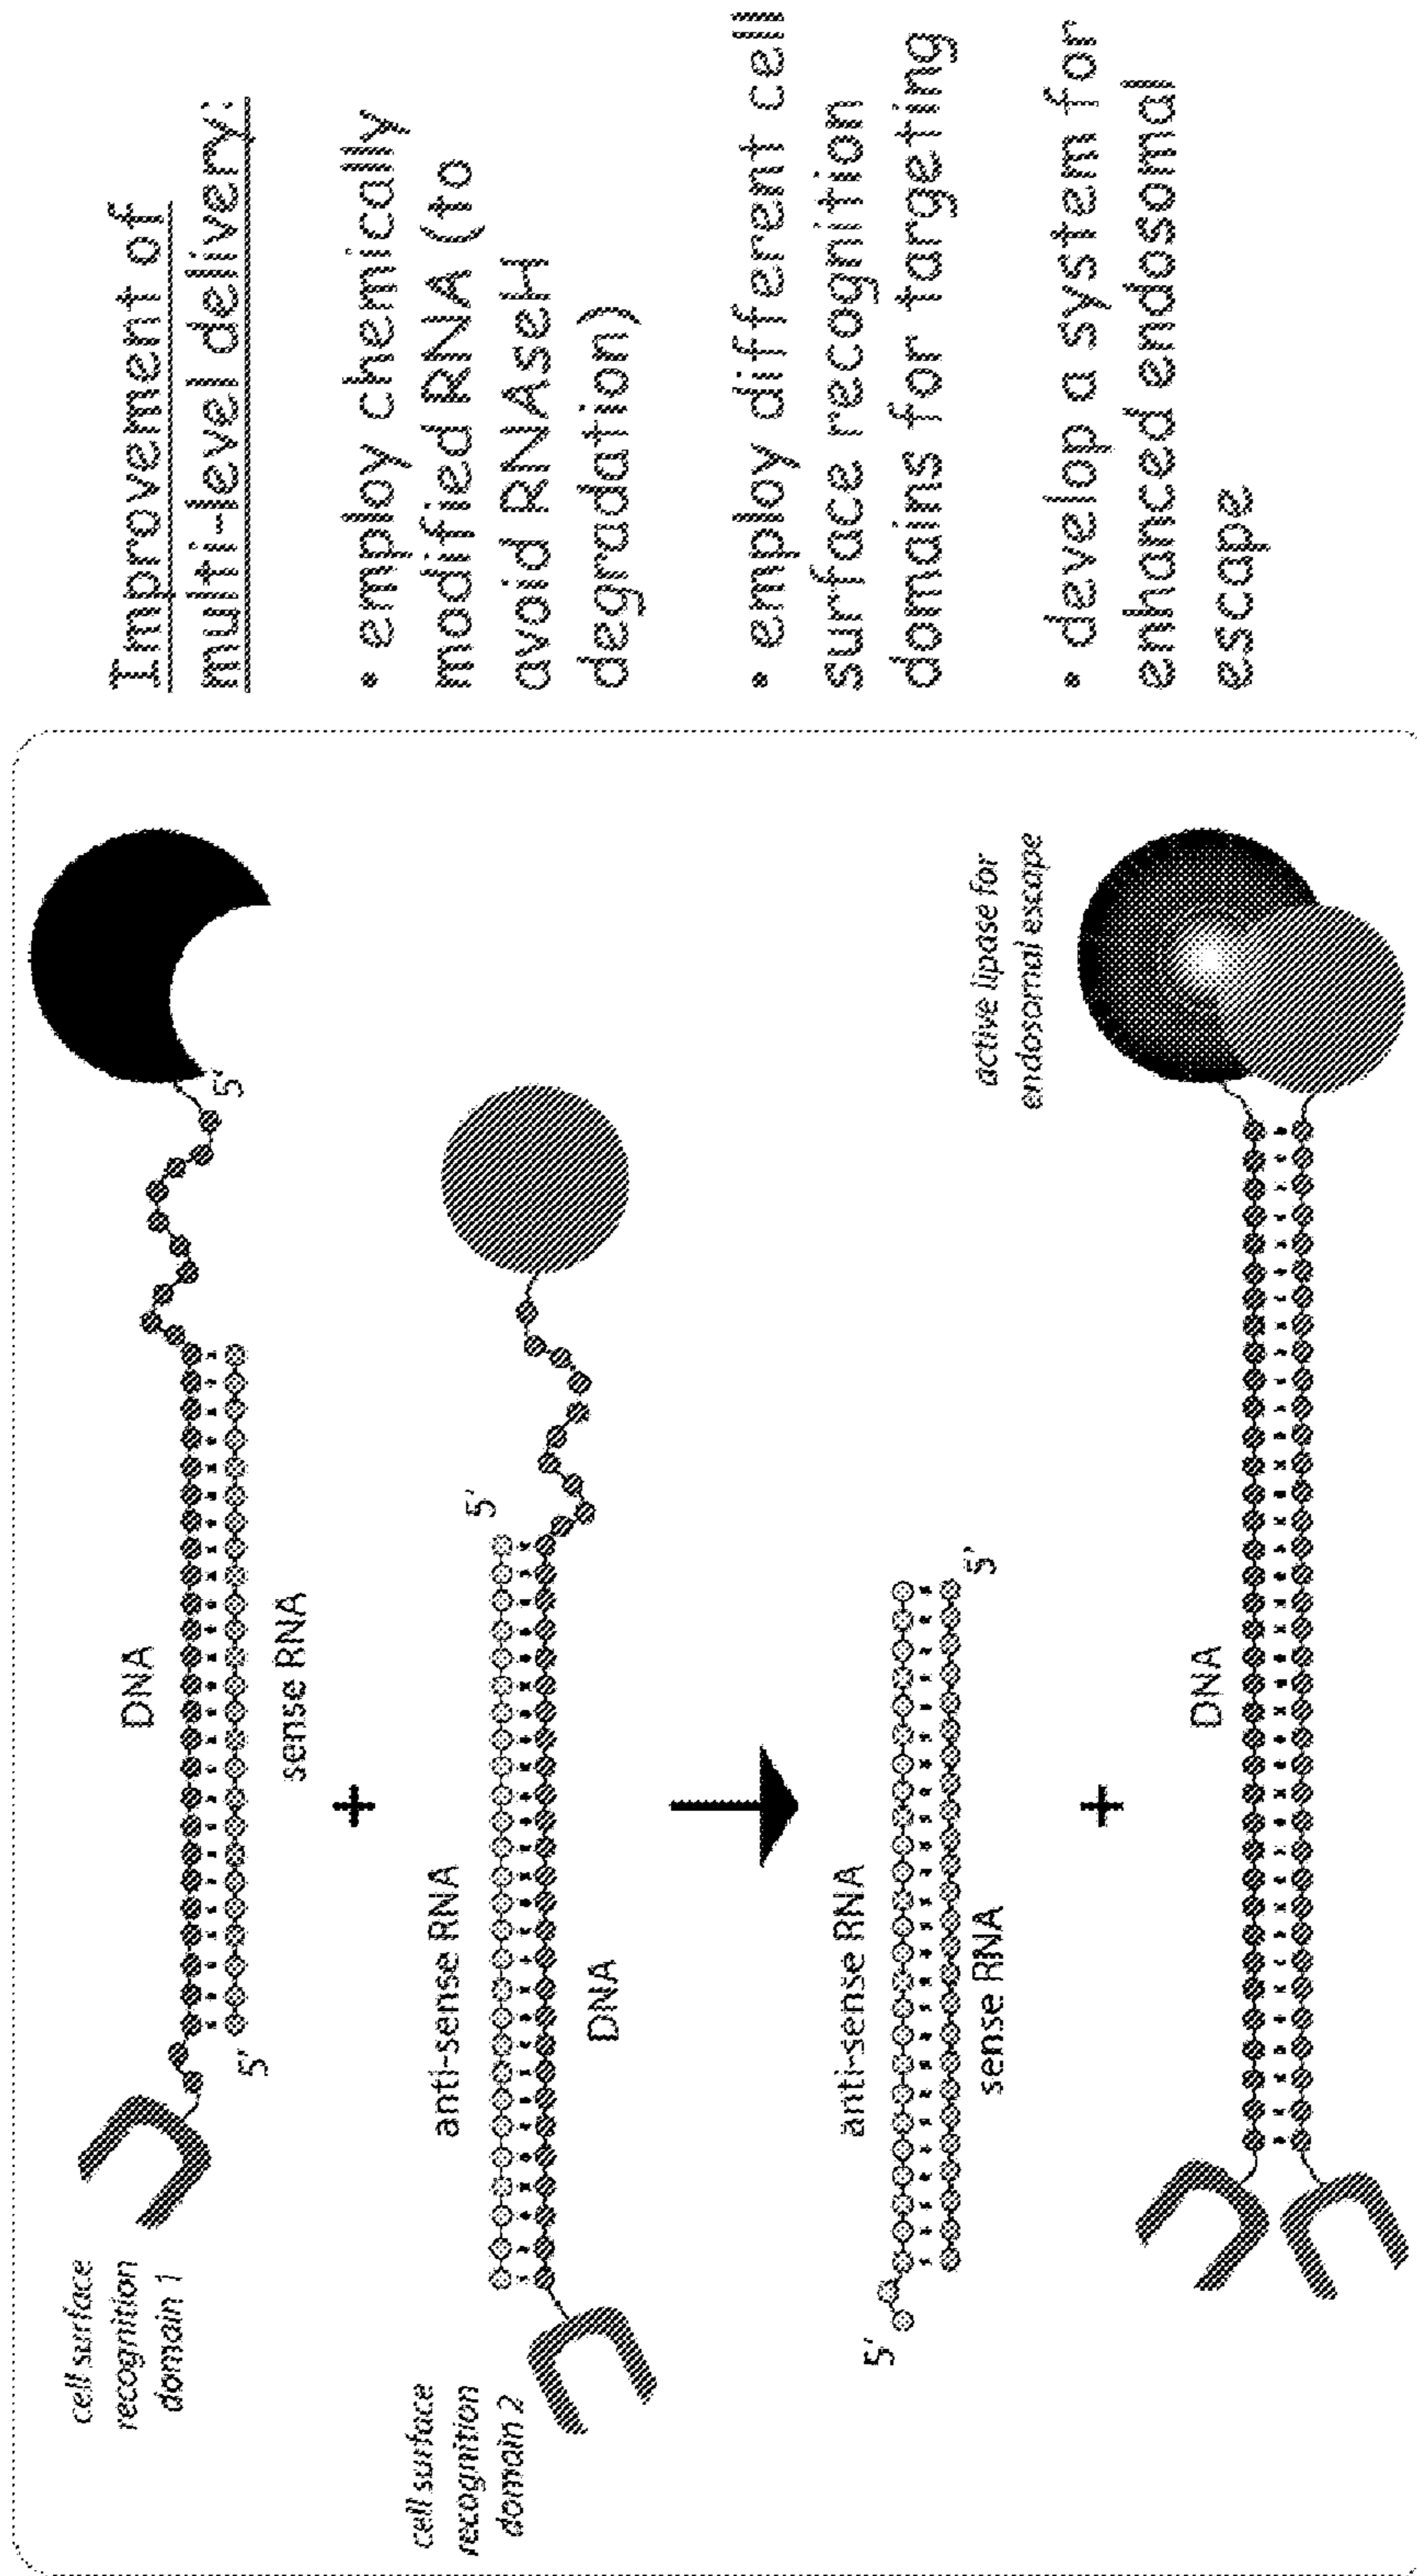 cell surface
recognition
domain 1
DNA
5'
5'
sense RNA
+
cell surface
recognition
domain 2
anti-sense RNA
5'
DNA
anti-sense RNA
5'
5'
sense RNA
+
active lipase for
endosomal escape
DNA
Improvement of
multi-level delivery:
• employ chemically
modified RNA (to
avoid RNAseH
degradation)
• employ different cell
surface recognition
domains for targeting
• develop a system for
enhanced endosomal
escape